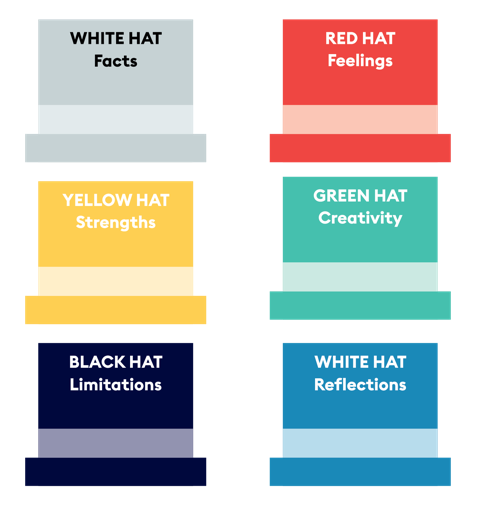 WHITE HAT
Facts
RED HAT
Feelings
YELLOW HAT
Strengths
GREEN HAT
Creativity
BLACK HAT
Limitations
WHITE HAT
Reflections